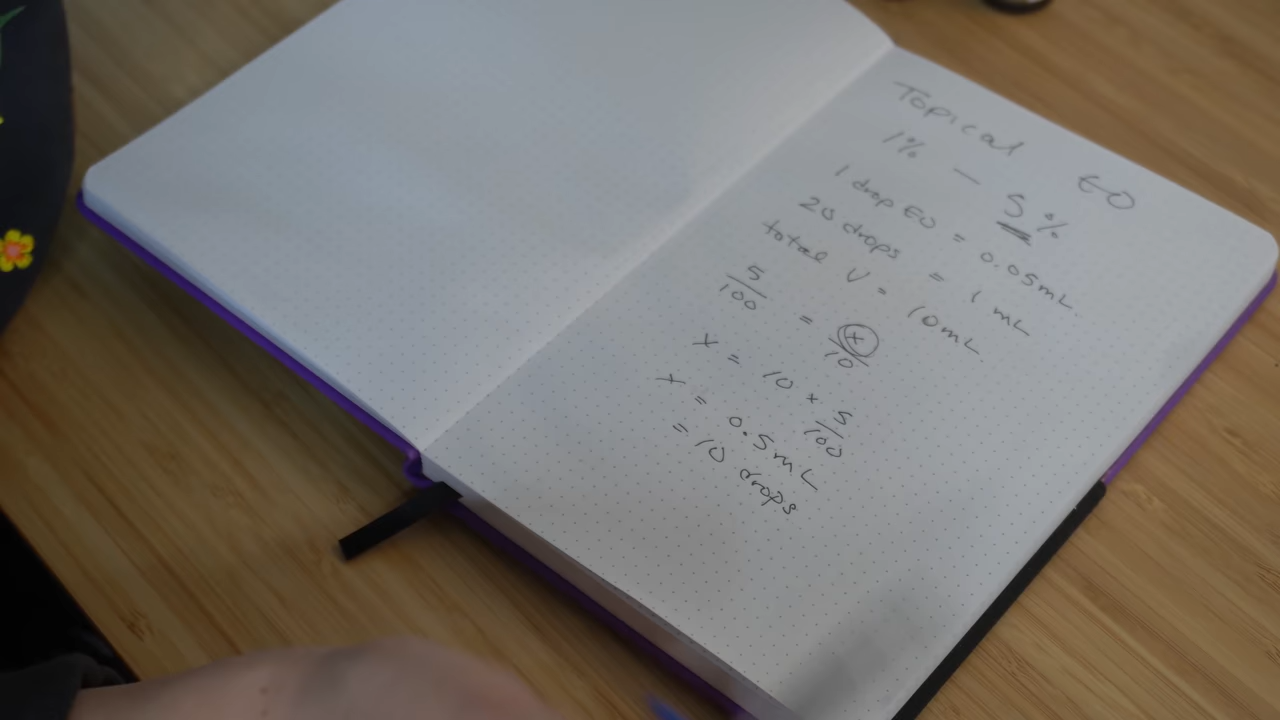 Topical EO
1% — 5%
1 drop EO = 0.05mL
20 drops = 1 mL
total V = 10mL
5/100 = x/10
x = 10 × 5/100
x = 0.5mL
= 10 drops